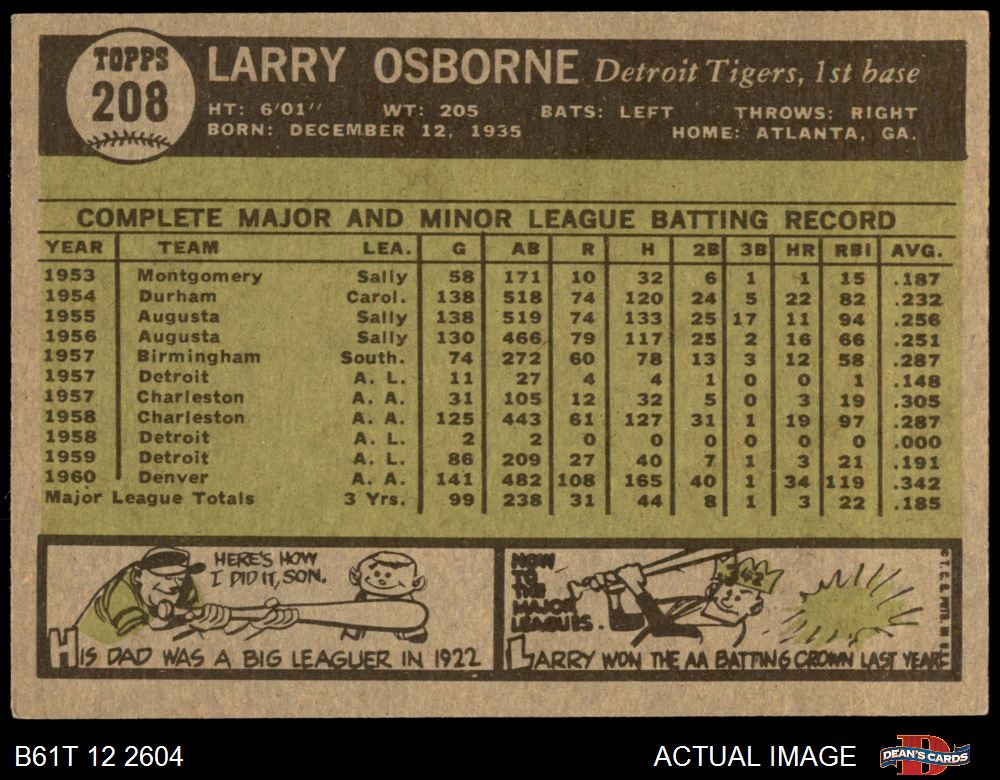 TOPPS
208
LARRY OSBORNE Detroit Tigers, 1st base
HT: 6'01" WT: 205 BATS: LEFT THROWS: RIGHT
BORN: DECEMBER 12, 1935 HOME: ATLANTA, GA.
COMPLETE MAJOR AND MINOR LEAGUE BATTING RECORD
YEAR TEAM LEA. G AB R H 2B 3B HR RBI AVG.
1953 Montgomery Sally 58 171 10 32 6 1 1 15 .187
1954 Durham Carol. 138 518 74 120 24 5 22 82 .232
1955 Augusta Sally 138 519 74 133 25 17 11 94 .256
1956 Augusta Sally 130 466 79 117 25 2 16 66 .251
1957 Birmingham South. 74 272 60 78 13 3 12 58 .287
1957 Detroit A. L. 11 27 4 4 1 0 0 1 .148
1957 Charleston A. A. 31 105 12 32 5 0 3 19 .305
1958 Charleston A. A. 125 443 61 127 31 1 19 97 .287
1958 Detroit A. L. 2 2 0 0 0 0 0 0 .000
1959 Detroit A. L. 86 209 27 40 7 1 3 21 .191
1960 Denver A. A. 141 482 108 165 40 1 34 119 .342
Major League Totals 3 Yrs. 99 238 31 44 8 1 3 22 .185
HERE'S HOW
I DID IT, SON.
HIS DAD WAS A BIG LEAGUER IN 1922
NOW
TO
THE
MAJOR
LEAGUES.
.342
LARRY WON THE AA BATTING CROWN LAST YEAR
© T.C.G. PRTD. IN U.S.A.
B61T 12 2604 ACTUAL IMAGE DEAN'S CARDS